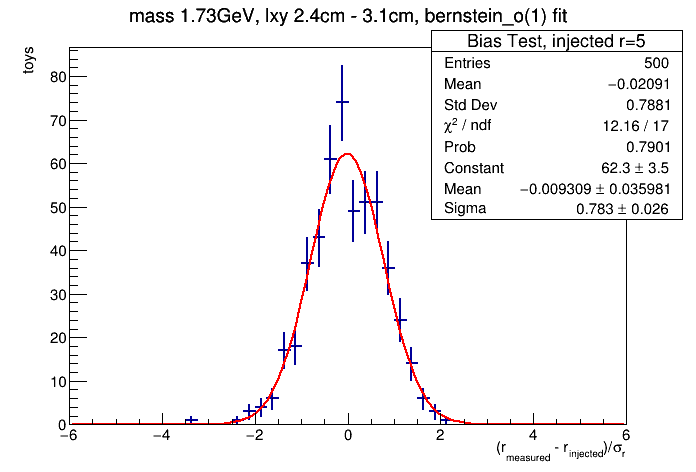 mass 1.73GeV, lxy 2.4cm - 3.1cm, bernstein_o(1) fit
toys
Bias Test, injected r=5
Entries 500
Mean −0.02091
Std Dev 0.7881
χ² / ndf 12.16 / 17
Prob 0.7901
Constant 62.3 ± 3.5
Mean −0.009309 ± 0.035981
Sigma 0.783 ± 0.026
80
70
60
50
40
30
20
10
0
−6 −4 −2 0 2 4 6
(r_measured - r_injected)/σ_r